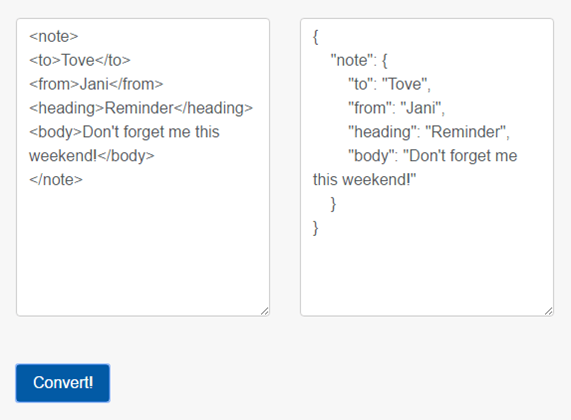 <note>
<to>Tove</to>
<from>Jani</from>
<heading>Reminder</heading>
<body>Don't forget me this
weekend!</body>
</note>
{
    "note": {
        "to": "Tove",
        "from": "Jani",
        "heading": "Reminder",
        "body": "Don't forget me
this weekend!"
    }
}
Convert!